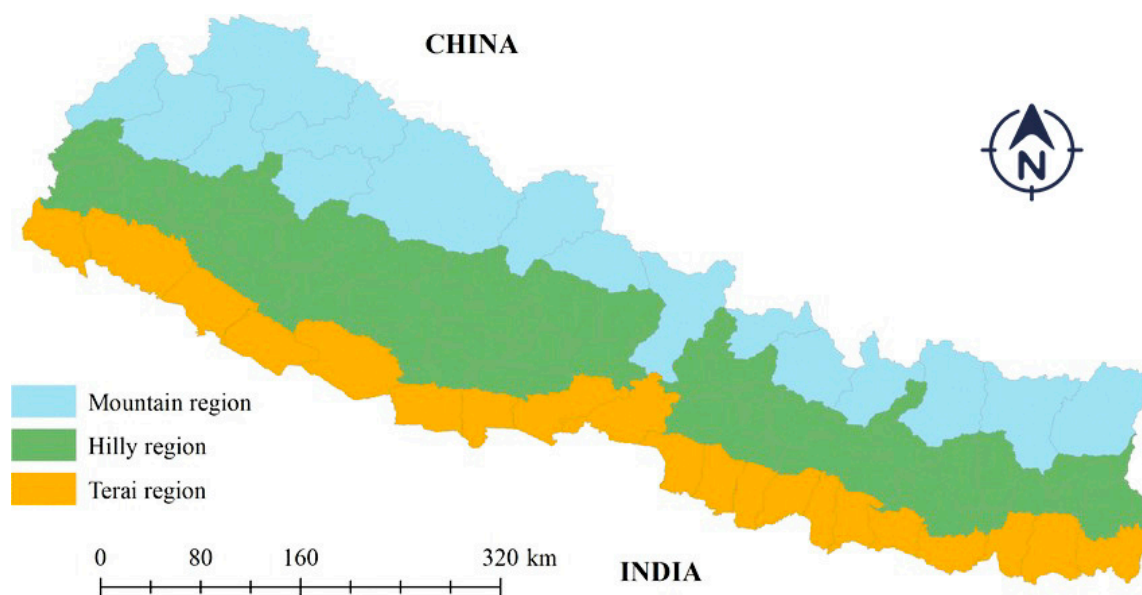 CHINA
N
Mountain region
Hilly region
Terai region
0 80 160 320 km
INDIA